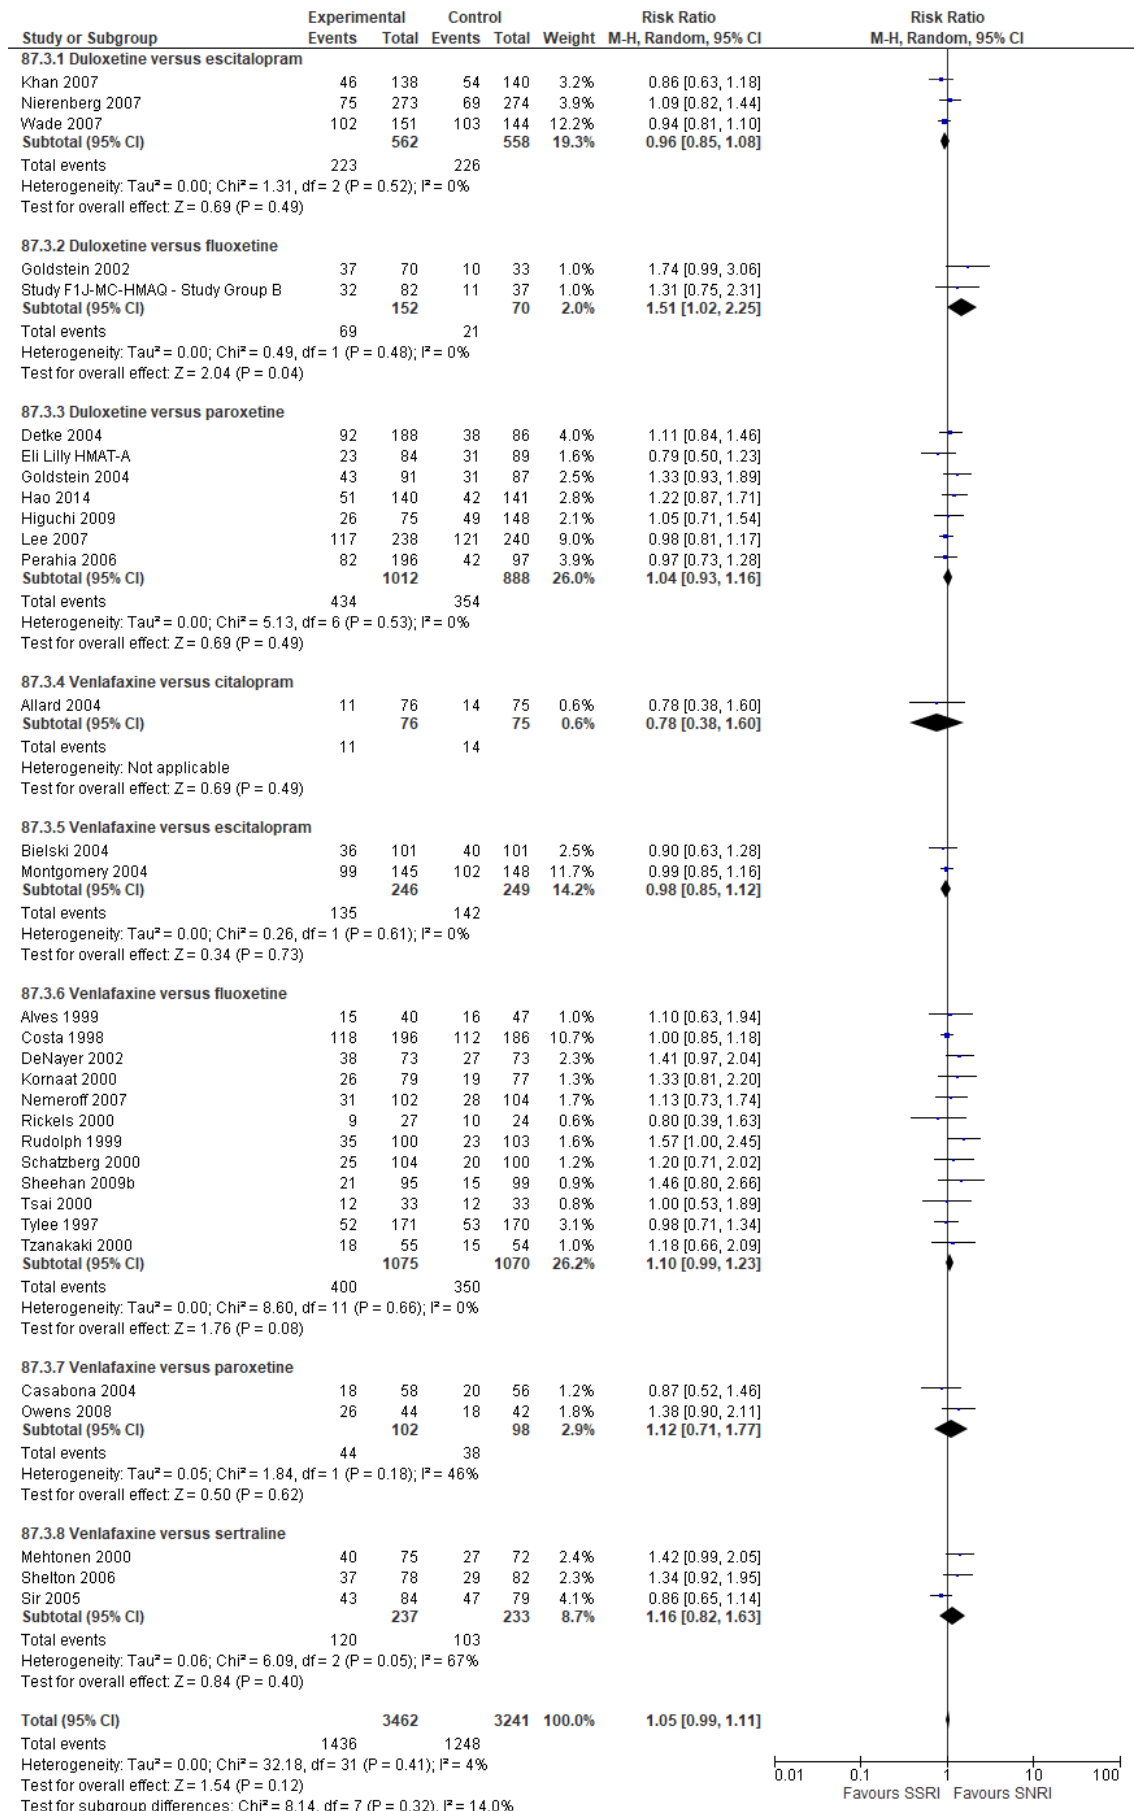 Experimental Control Risk Ratio Risk Ratio
Study or Subgroup Events Total Events Total Weight M-H, Random, 95% CI M-H, Random, 95% CI
87.3.1 Duloxetine versus escitalopram
Khan 2007 46 138 54 140 3.2% 0.86 [0.63, 1.18]
Nierenberg 2007 75 273 69 274 3.9% 1.09 [0.82, 1.44]
Wade 2007 102 151 103 144 12.2% 0.94 [0.81, 1.10]
Subtotal (95% CI) 562 558 19.3% 0.96 [0.85, 1.08]
Total events 223 226
Heterogeneity: Tau² = 0.00; Chi² = 1.31, df = 2 (P = 0.52); I² = 0%
Test for overall effect: Z = 0.69 (P = 0.49)
87.3.2 Duloxetine versus fluoxetine
Goldstein 2002 37 70 10 33 1.0% 1.74 [0.99, 3.06]
Study F1J-MC-HMAQ - Study Group B 32 82 11 37 1.0% 1.31 [0.75, 2.31]
Subtotal (95% CI) 152 70 2.0% 1.51 [1.02, 2.25]
Total events 69 21
Heterogeneity: Tau² = 0.00; Chi² = 0.49, df = 1 (P = 0.48); I² = 0%
Test for overall effect: Z = 2.04 (P = 0.04)
87.3.3 Duloxetine versus paroxetine
Detke 2004 92 188 38 86 4.0% 1.11 [0.84, 1.46]
Eli Lilly HMAT-A 23 84 31 89 1.6% 0.79 [0.50, 1.23]
Goldstein 2004 43 91 31 87 2.5% 1.33 [0.93, 1.89]
Hao 2014 51 140 42 141 2.8% 1.22 [0.87, 1.71]
Higuchi 2009 26 75 49 148 2.1% 1.05 [0.71, 1.54]
Lee 2007 117 238 121 240 9.0% 0.98 [0.81, 1.17]
Perahia 2006 82 196 42 97 3.9% 0.97 [0.73, 1.28]
Subtotal (95% CI) 1012 888 26.0% 1.04 [0.93, 1.16]
Total events 434 354
Heterogeneity: Tau² = 0.00; Chi² = 5.13, df = 6 (P = 0.53); I² = 0%
Test for overall effect: Z = 0.69 (P = 0.49)
87.3.4 Venlafaxine versus citalopram
Allard 2004 11 76 14 75 0.6% 0.78 [0.38, 1.60]
Subtotal (95% CI) 76 75 0.6% 0.78 [0.38, 1.60]
Total events 11 14
Heterogeneity: Not applicable
Test for overall effect: Z = 0.69 (P = 0.49)
87.3.5 Venlafaxine versus escitalopram
Bielski 2004 36 101 40 101 2.5% 0.90 [0.63, 1.28]
Montgomery 2004 99 145 102 148 11.7% 0.99 [0.85, 1.16]
Subtotal (95% CI) 246 249 14.2% 0.98 [0.85, 1.12]
Total events 135 142
Heterogeneity: Tau² = 0.00; Chi² = 0.26, df = 1 (P = 0.61); I² = 0%
Test for overall effect: Z = 0.34 (P = 0.73)
87.3.6 Venlafaxine versus fluoxetine
Alves 1999 15 40 16 47 1.0% 1.10 [0.63, 1.94]
Costa 1998 118 196 112 186 10.7% 1.00 [0.85, 1.18]
DeNayer 2002 38 73 27 73 2.3% 1.41 [0.97, 2.04]
Kornaat 2000 26 79 19 77 1.3% 1.33 [0.81, 2.20]
Nemeroff 2007 31 102 28 104 1.7% 1.13 [0.73, 1.74]
Rickels 2000 9 27 10 24 0.6% 0.80 [0.39, 1.63]
Rudolph 1999 35 100 23 103 1.6% 1.57 [1.00, 2.45]
Schatzberg 2000 25 104 20 100 1.2% 1.20 [0.71, 2.02]
Sheehan 2009b 21 95 15 99 0.9% 1.46 [0.80, 2.66]
Tsai 2000 12 33 12 33 0.8% 1.00 [0.53, 1.89]
Tylee 1997 52 171 53 170 3.1% 0.98 [0.71, 1.34]
Tzanakaki 2000 18 55 15 54 1.0% 1.18 [0.66, 2.09]
Subtotal (95% CI) 1075 1070 26.2% 1.10 [0.99, 1.23]
Total events 400 350
Heterogeneity: Tau² = 0.00; Chi² = 8.60, df = 11 (P = 0.66); I² = 0%
Test for overall effect: Z = 1.76 (P = 0.08)
87.3.7 Venlafaxine versus paroxetine
Casabona 2004 18 58 20 56 1.2% 0.87 [0.52, 1.46]
Owens 2008 26 44 18 42 1.8% 1.38 [0.90, 2.11]
Subtotal (95% CI) 102 98 2.9% 1.12 [0.71, 1.77]
Total events 44 38
Heterogeneity: Tau² = 0.05; Chi² = 1.84, df = 1 (P = 0.18); I² = 46%
Test for overall effect: Z = 0.50 (P = 0.62)
87.3.8 Venlafaxine versus sertraline
Mehtonen 2000 40 75 27 72 2.4% 1.42 [0.99, 2.05]
Shelton 2006 37 78 29 82 2.3% 1.34 [0.92, 1.95]
Sir 2005 43 84 47 79 4.1% 0.86 [0.65, 1.14]
Subtotal (95% CI) 237 233 8.7% 1.16 [0.82, 1.63]
Total events 120 103
Heterogeneity: Tau² = 0.06; Chi² = 6.09, df = 2 (P = 0.05); I² = 67%
Test for overall effect: Z = 0.84 (P = 0.40)
Total (95% CI) 3462 3241 100.0% 1.05 [0.99, 1.11]
Total events 1436 1248
Heterogeneity: Tau² = 0.00; Chi² = 32.18, df = 31 (P = 0.41); I² = 4%
Test for overall effect: Z = 1.54 (P = 0.12)
Test for subgroup differences: Chi² = 8.14, df = 7 (P = 0.32), I² = 14.0%
0.01 0.1 1 10 100
Favours SSRI Favours SNRI